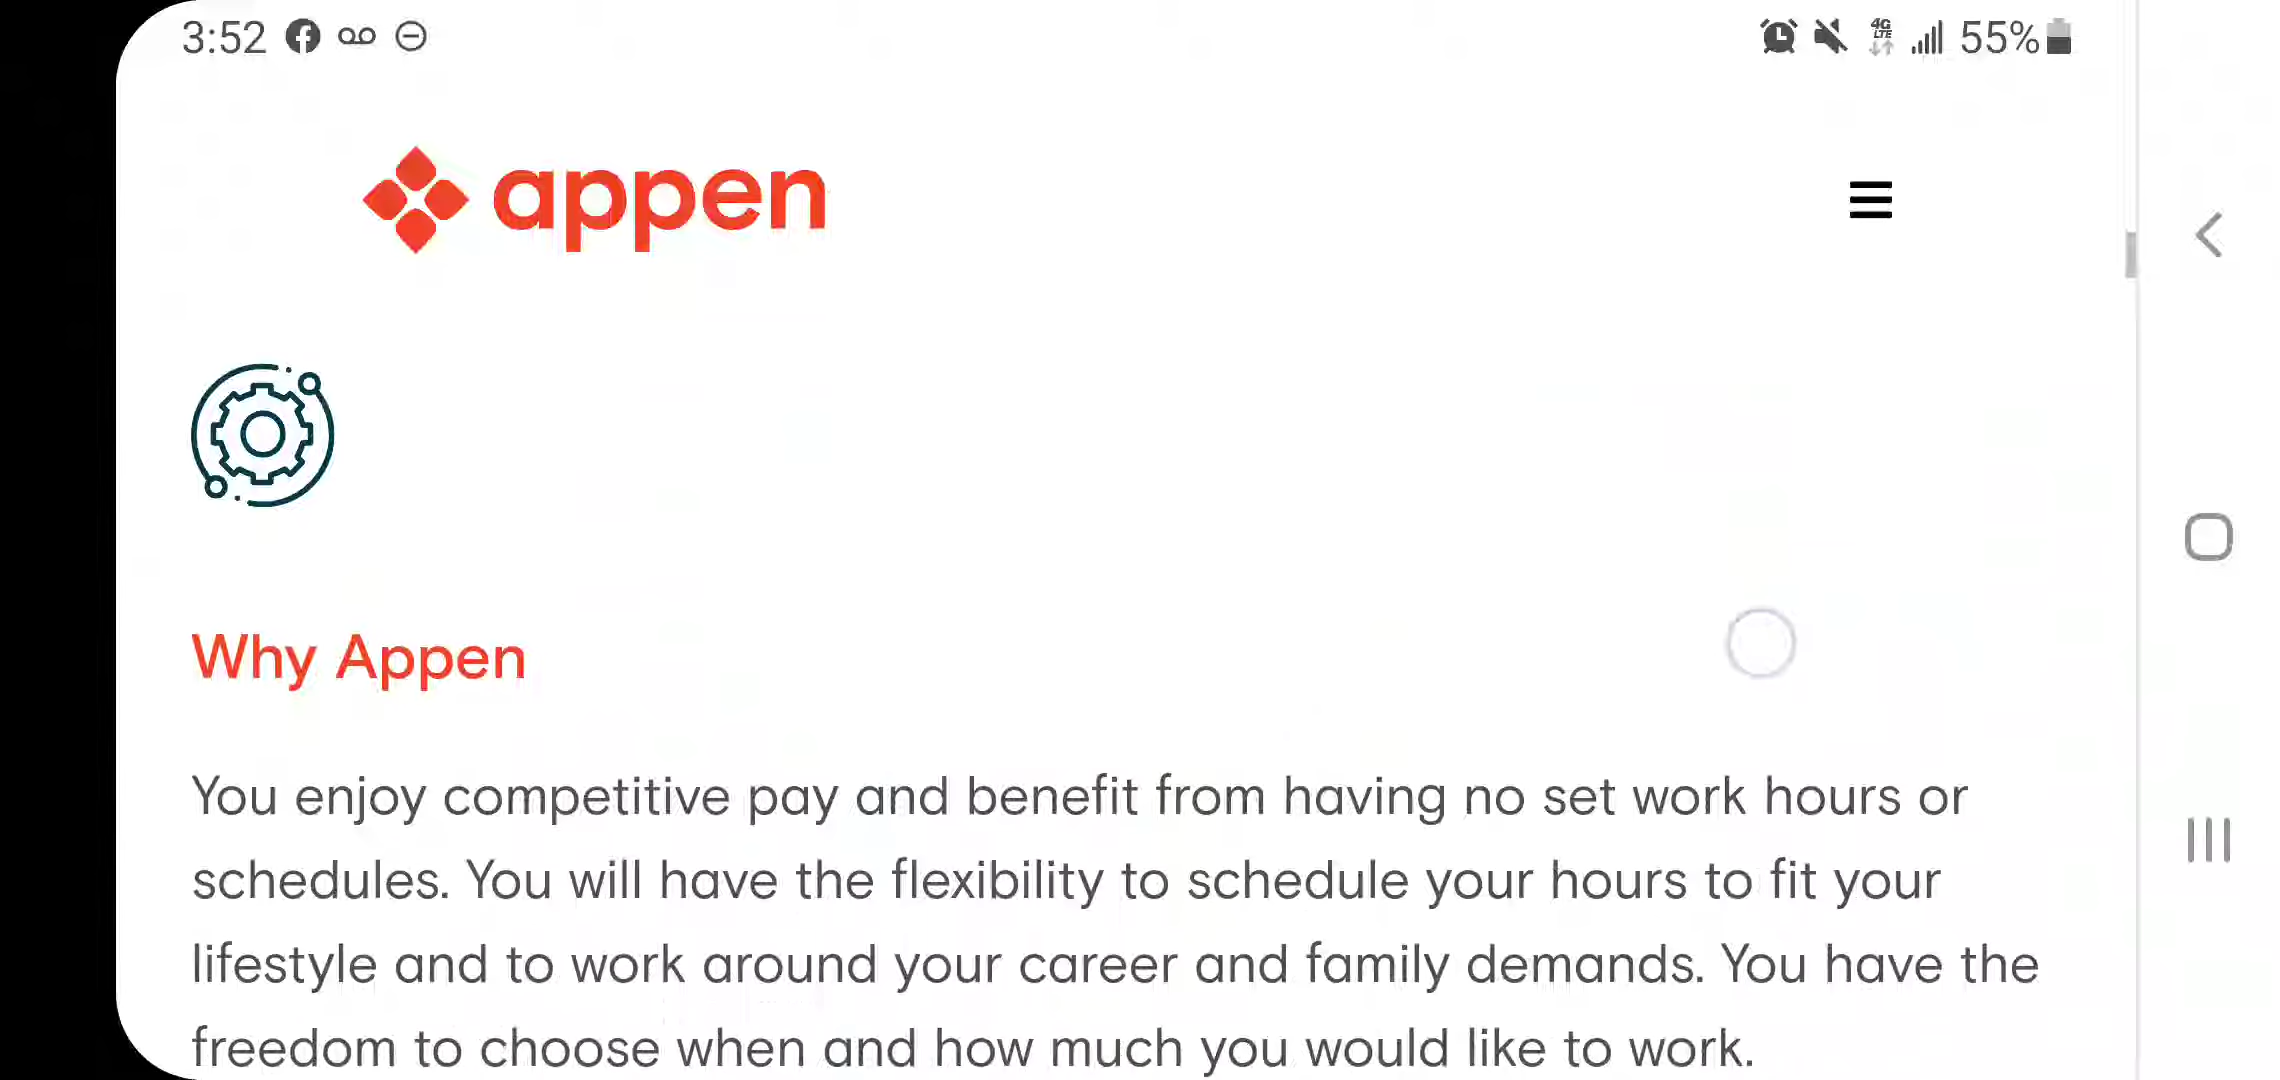 3:52
4G LTE 55%
appen
Why Appen
You enjoy competitive pay and benefit from having no set work hours or
schedules. You will have the flexibility to schedule your hours to fit your
lifestyle and to work around your career and family demands. You have the
freedom to choose when and how much you would like to work.